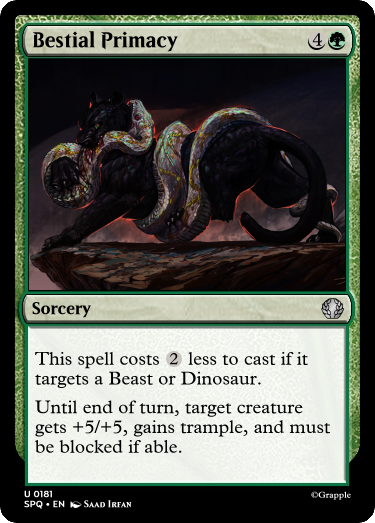 Bestial Primacy 4
Sorcery
This spell costs 2 less to cast if it
targets a Beast or Dinosaur.
Until end of turn, target creature
gets +5/+5, gains trample, and must
be blocked if able.
U 0181
SPQ • EN Saad Irfan
©Grapple